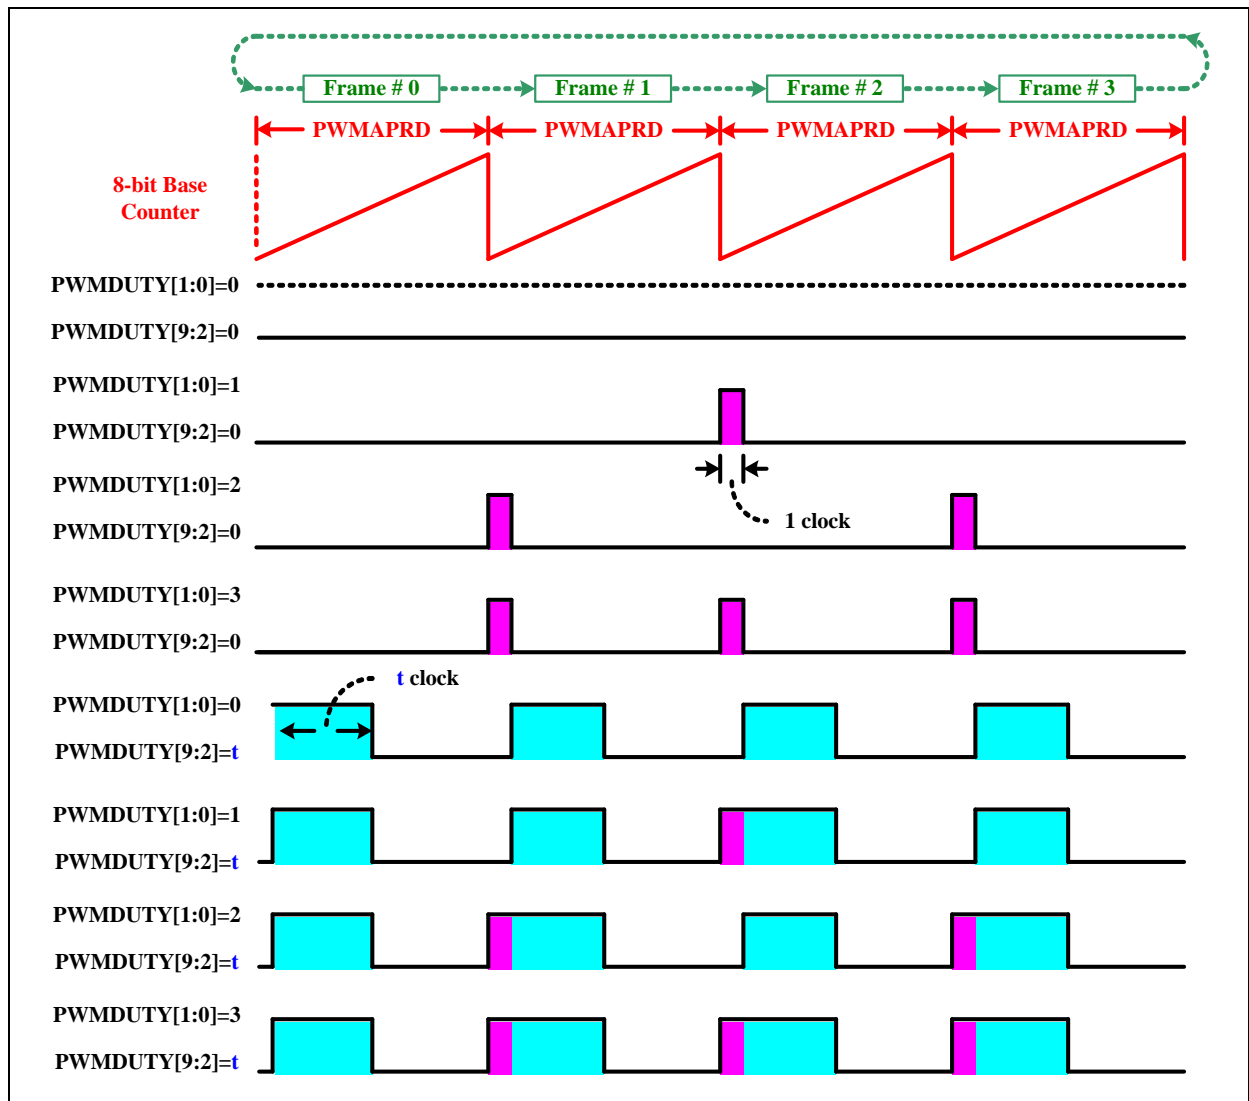 Frame # 0 Frame # 1 Frame # 2 Frame # 3
PWMAPRD PWMAPRD PWMAPRD PWMAPRD
8-bit Base
Counter
PWMDUTY[1:0]=0
PWMDUTY[9:2]=0
PWMDUTY[1:0]=1
PWMDUTY[9:2]=0
PWMDUTY[1:0]=2
1 clock
PWMDUTY[9:2]=0
PWMDUTY[1:0]=3
PWMDUTY[9:2]=0
t clock
PWMDUTY[1:0]=0
PWMDUTY[9:2]=t
PWMDUTY[1:0]=1
PWMDUTY[9:2]=t
PWMDUTY[1:0]=2
PWMDUTY[9:2]=t
PWMDUTY[1:0]=3
PWMDUTY[9:2]=t